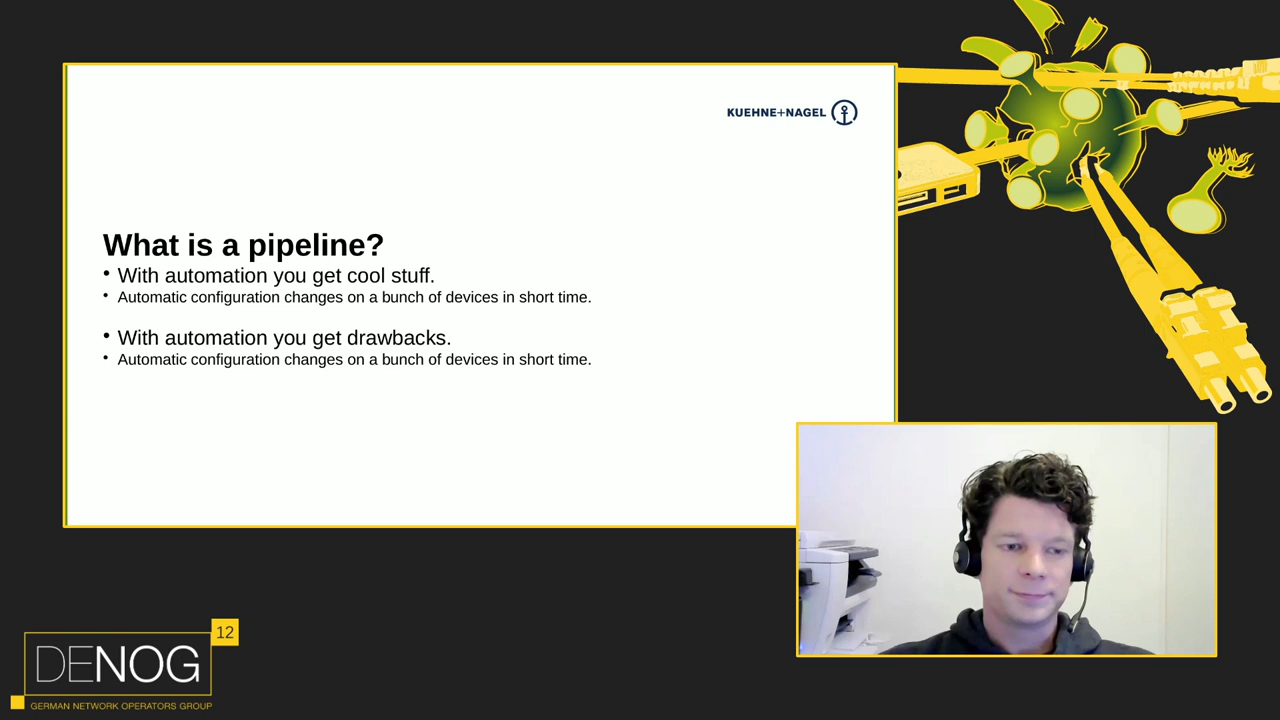 KUEHNE+NAGEL
What is a pipeline?
• With automation you get cool stuff.
• Automatic configuration changes on a bunch of devices in short time.
• With automation you get drawbacks.
• Automatic configuration changes on a bunch of devices in short time.
12
DENOG
GERMAN NETWORK OPERATORS GROUP